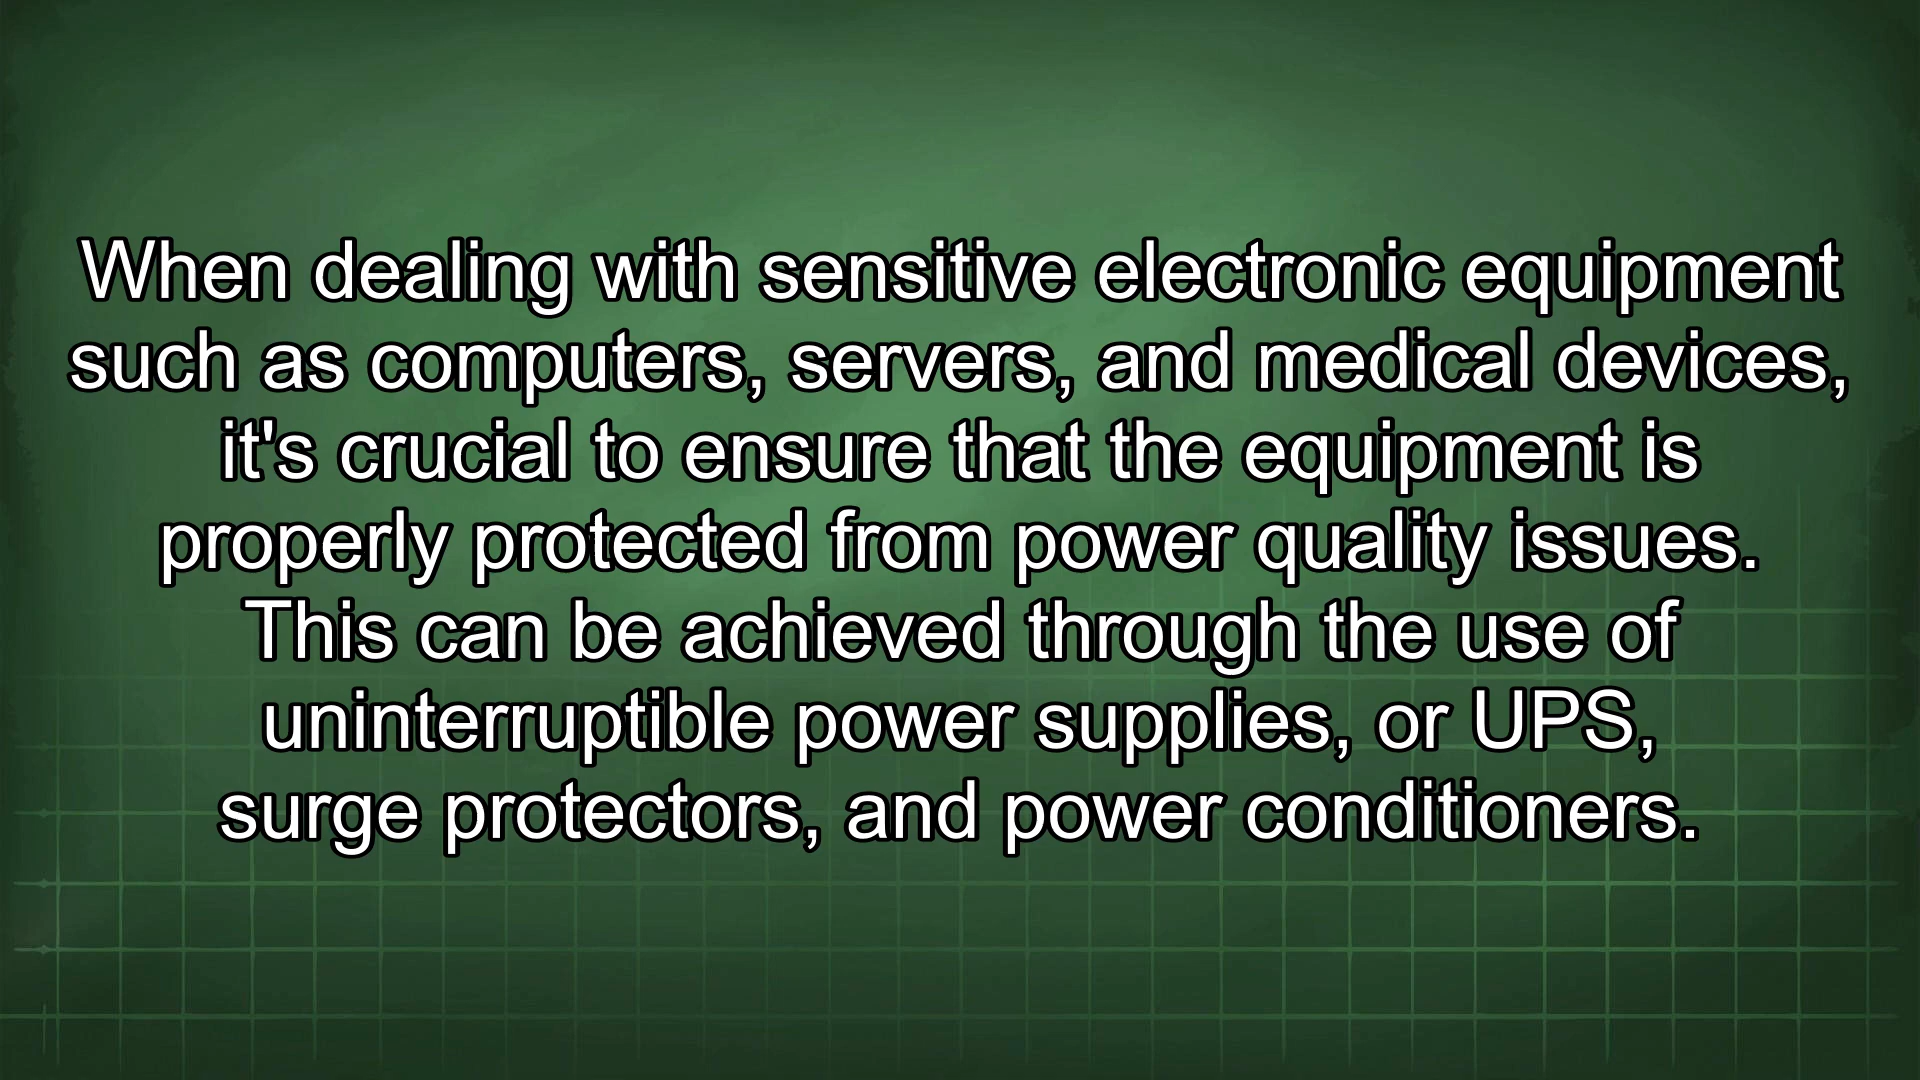 When dealing with sensitive electronic equipment
such as computers, servers, and medical devices,
it's crucial to ensure that the equipment is
properly protected from power quality issues.
This can be achieved through the use of
uninterruptible power supplies, or UPS,
surge protectors, and power conditioners.